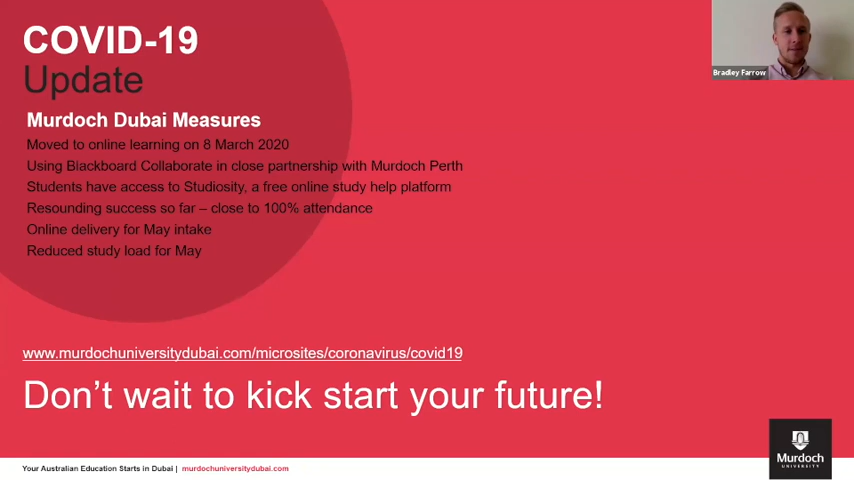 COVID-19
Update
Bradley Farrow
Murdoch Dubai Measures
Moved to online learning on 8 March 2020
Using Blackboard Collaborate in close partnership with Murdoch Perth
Students have access to Studiosity, a free online study help platform
Resounding success so far – close to 100% attendance
Online delivery for May intake
Reduced study load for May
www.murdochuniversitydubai.com/microsites/coronavirus/covid19
Don’t wait to kick start your future!
Murdoch
UNIVERSITY
Your Australian Education Starts in Dubai | murdochuniversitydubai.com